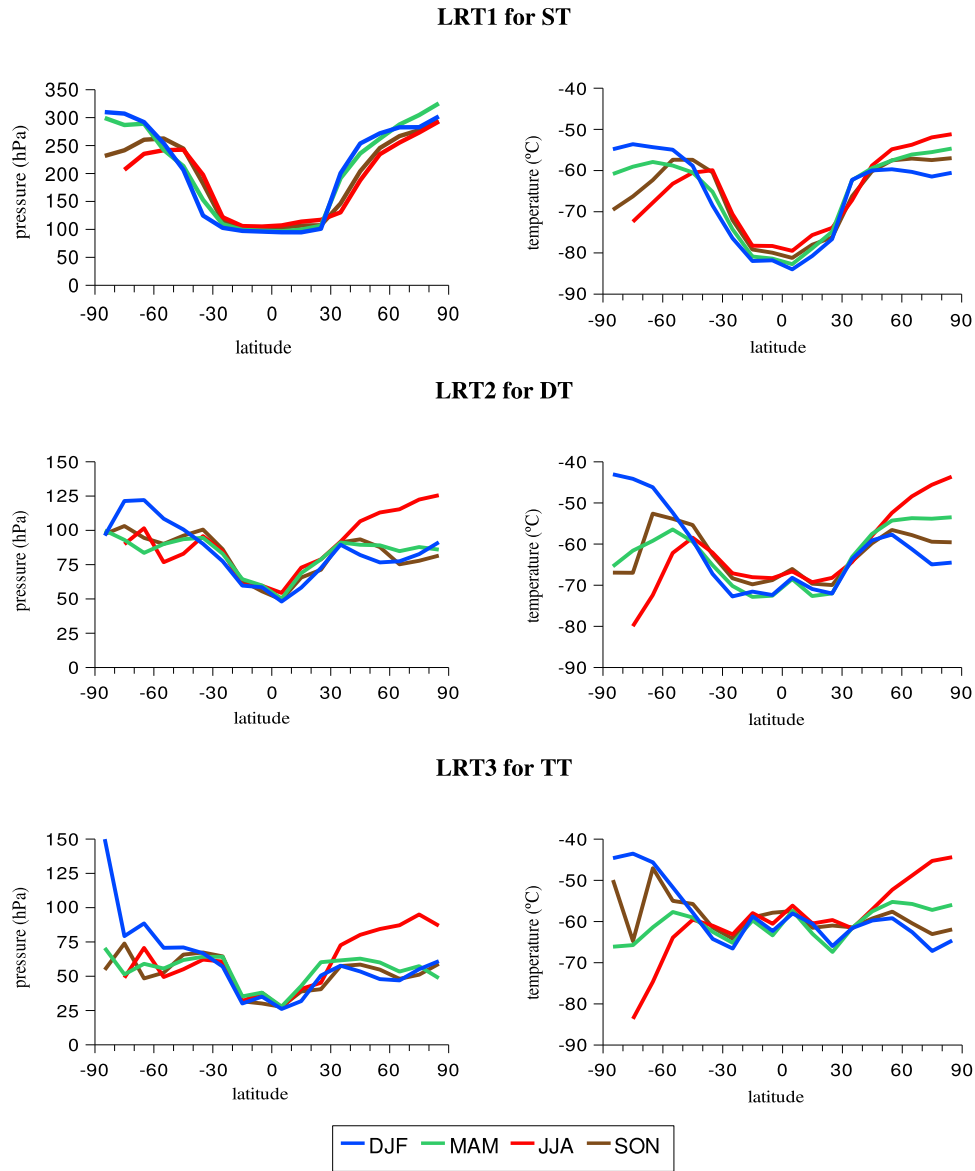 LRT1 for ST
350
300
250
200
150
100
50
0
pressure (hPa)
-90 -60 -30 0 30 60 90
latitude
-40
-50
-60
-70
-80
-90
temperature (ºC)
-90 -60 -30 0 30 60 90
latitude
LRT2 for DT
150
125
100
75
50
25
0
pressure (hPa)
-90 -60 -30 0 30 60 90
latitude
-40
-50
-60
-70
-80
-90
temperature (ºC)
-90 -60 -30 0 30 60 90
latitude
LRT3 for TT
150
125
100
75
50
25
0
pressure (hPa)
-90 -60 -30 0 30 60 90
latitude
-40
-50
-60
-70
-80
-90
temperature (ºC)
-90 -60 -30 0 30 60 90
latitude
DJF MAM JJA SON